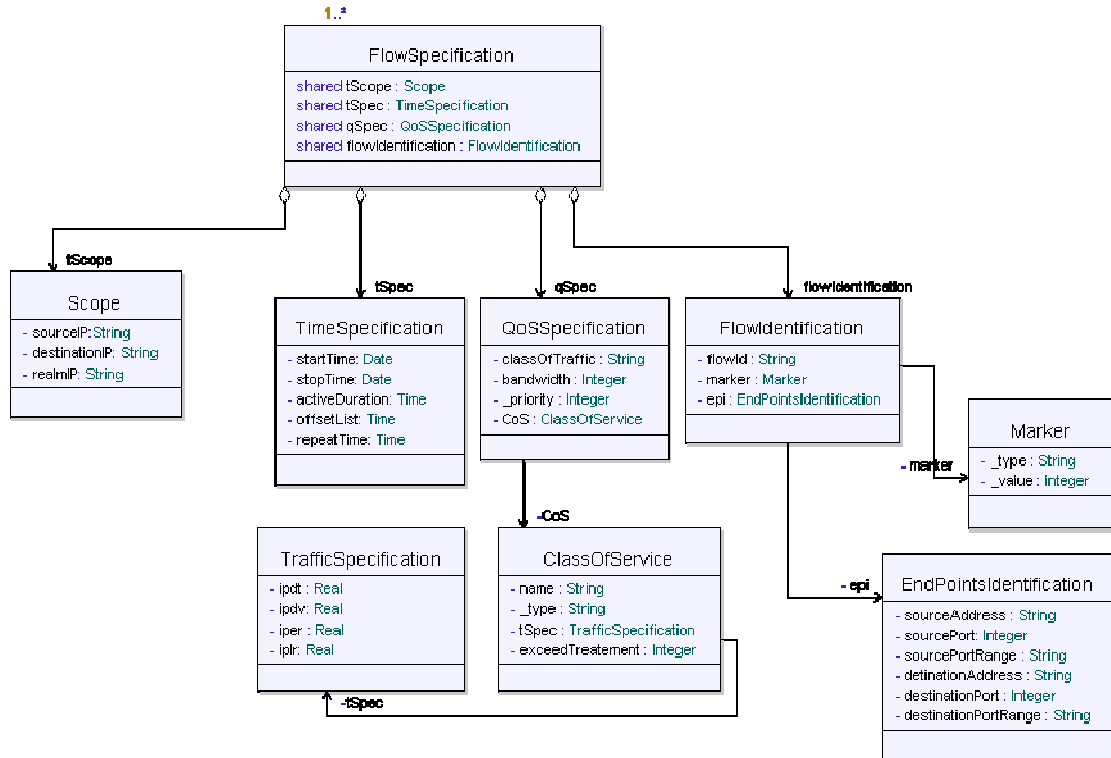 1..*
FlowSpecification
shared tScope : Scope
shared tSpec : TimeSpecification
shared qSpec : QoSSpecification
shared flowIdentification : FlowIdentification
tScope
tSpec
qSpec
flowIdentification
Scope
- sourceIP: String
- destinationIP: String
- realmIP: String
TimeSpecification
- startTime: Date
- stopTime: Date
- activeDuration: Time
- offsetList: Time
- repeatTime: Time
QoSSpecification
- classOfTraffic : String
- bandwidth : Integer
- _priority : Integer
- CoS : ClassOfService
FlowIdentification
- flowId : String
- marker : Marker
- epi : EndPointsIdentification
- marker
Marker
- _type : String
- _value : Integer
-CoS
TrafficSpecification
- ipdt : Real
- ipdv : Real
- iper : Real
- iplr: Real
ClassOfService
- name : String
- _type : String
- tSpec : TrafficSpecification
- exceedTreatement : Integer
-tSpec
- epi
EndPointsIdentification
- sourceAddress : String
- sourcePort: Integer
- sourcePortRange : String
- detinationAddress : String
- destinationPort : Integer
- destinationPortRange : String